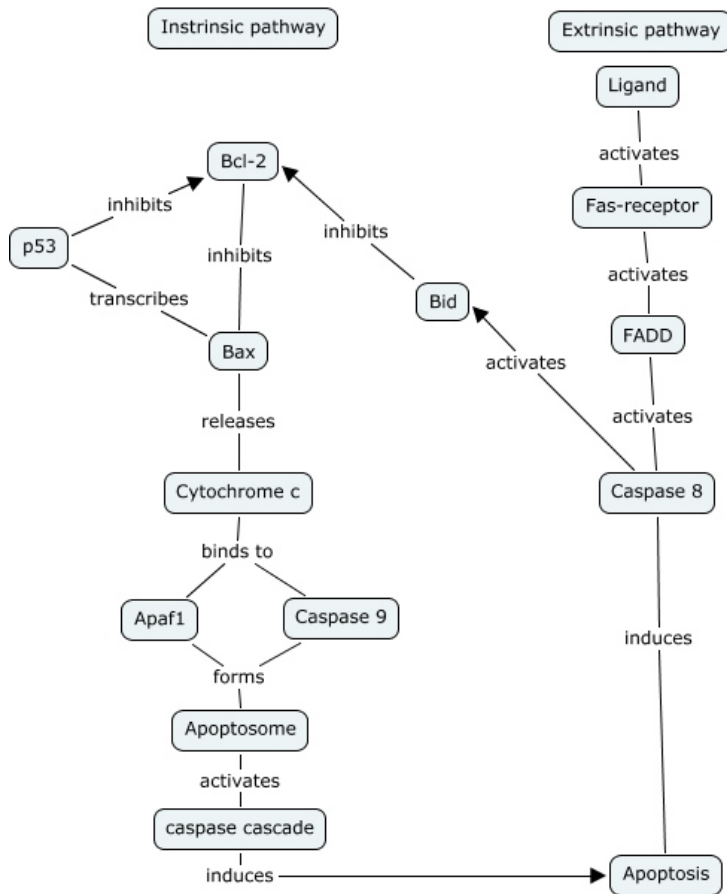 Instrinsic pathway
Extrinsic pathway
Ligand
activates
Bcl-2
Fas-receptor
inhibits
p53
inhibits
inhibits
activates
transcribes
Bid
FADD
Bax
activates
releases
activates
Cytochrome c
Caspase 8
binds to
Apaf1
Caspase 9
induces
forms
Apoptosome
activates
caspase cascade
induces
Apoptosis